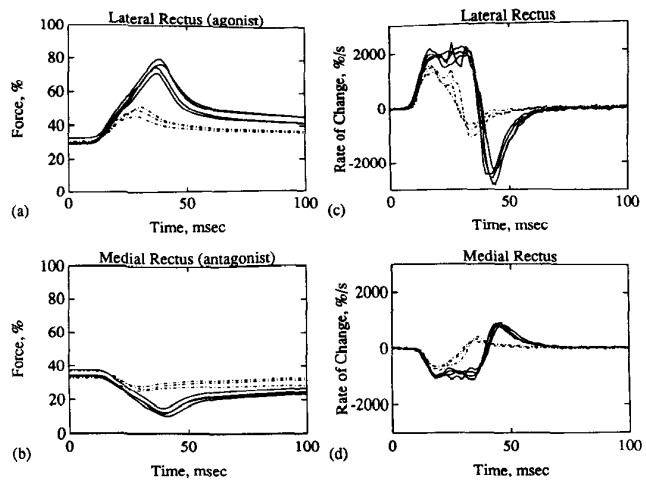 Lateral Rectus (agonist)
100
80
60
40
20
0
Force, %
0
50
100
(a)
Time, msec
Lateral Rectus
2000
0
-2000
Rate of Change, %/s
0
50
100
(c)
Time, msec
Medial Rectus (antagonist)
100
80
60
40
20
0
Force, %
0
50
100
(b)
Time, msec
Medial Rectus
2000
0
-2000
Rate of Change, %/s
0
50
100
(d)
Time, msec